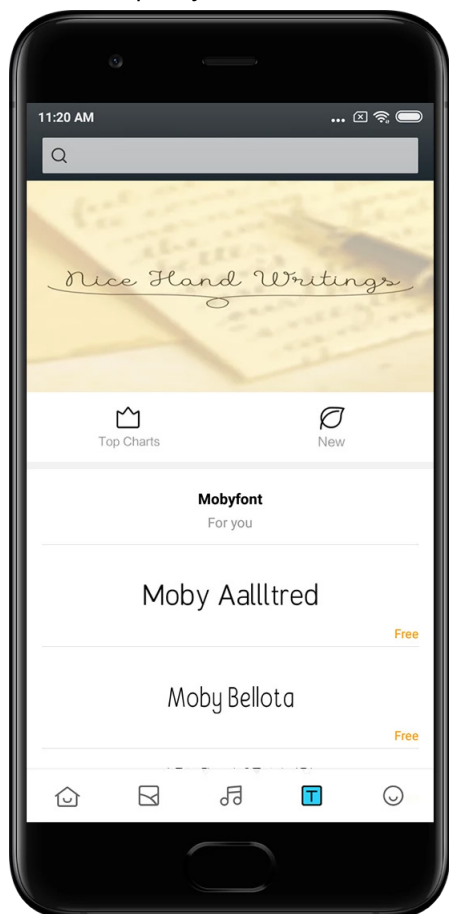 11:20 AM
Nice Hand Writings
Top Charts
New
Mobyfont
For you
Moby Aallltred
Free
Moby Bellota
Free
T